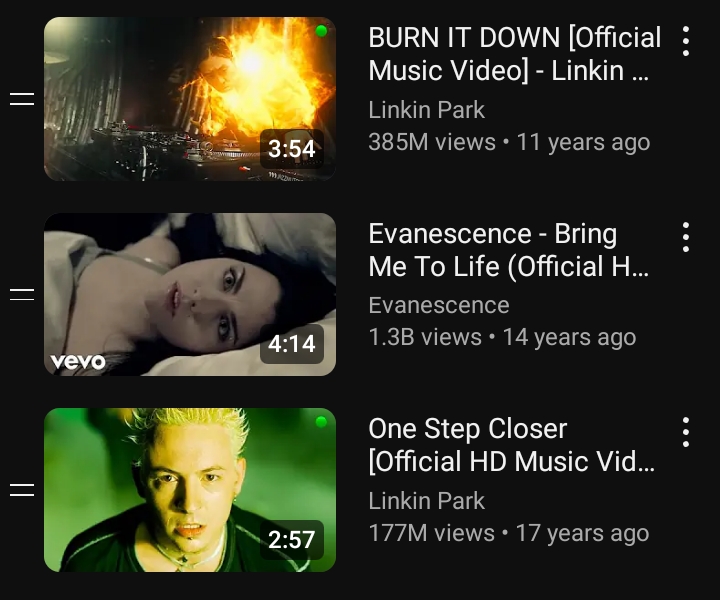 BURN IT DOWN [Official
Music Video] - Linkin ...
Linkin Park
385M views • 11 years ago
3:54
Evanescence - Bring
Me To Life (Official H...
Evanescence
1.3B views • 14 years ago
4:14
vevo
One Step Closer
[Official HD Music Vid...
Linkin Park
177M views • 17 years ago
2:57